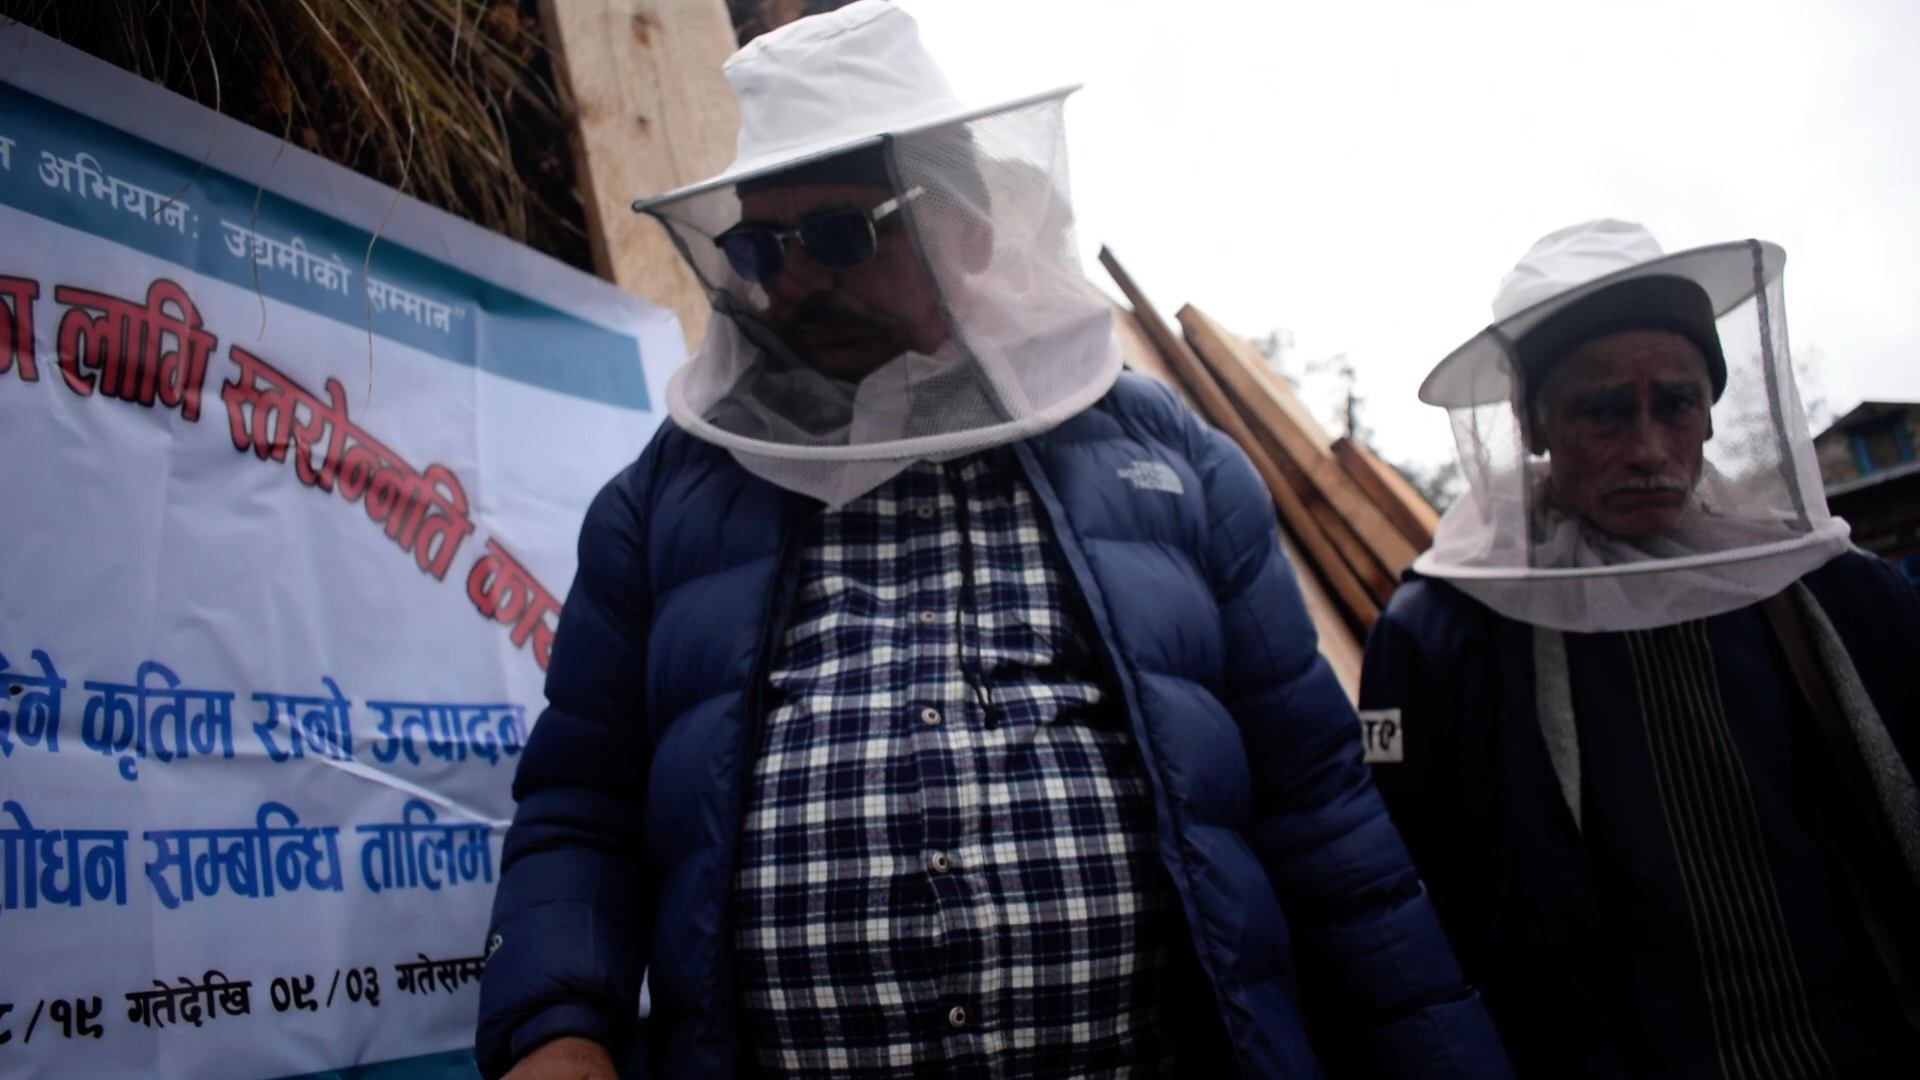 अभियानः उद्यमीको सम्मान"
लागि स्तरोन्नति
कृतिम रानो उत्पादन
सम्बन्धि तालिम
/१९ गतेदेखि ०९/०३ गतेसम्म
THE NORTH FACE